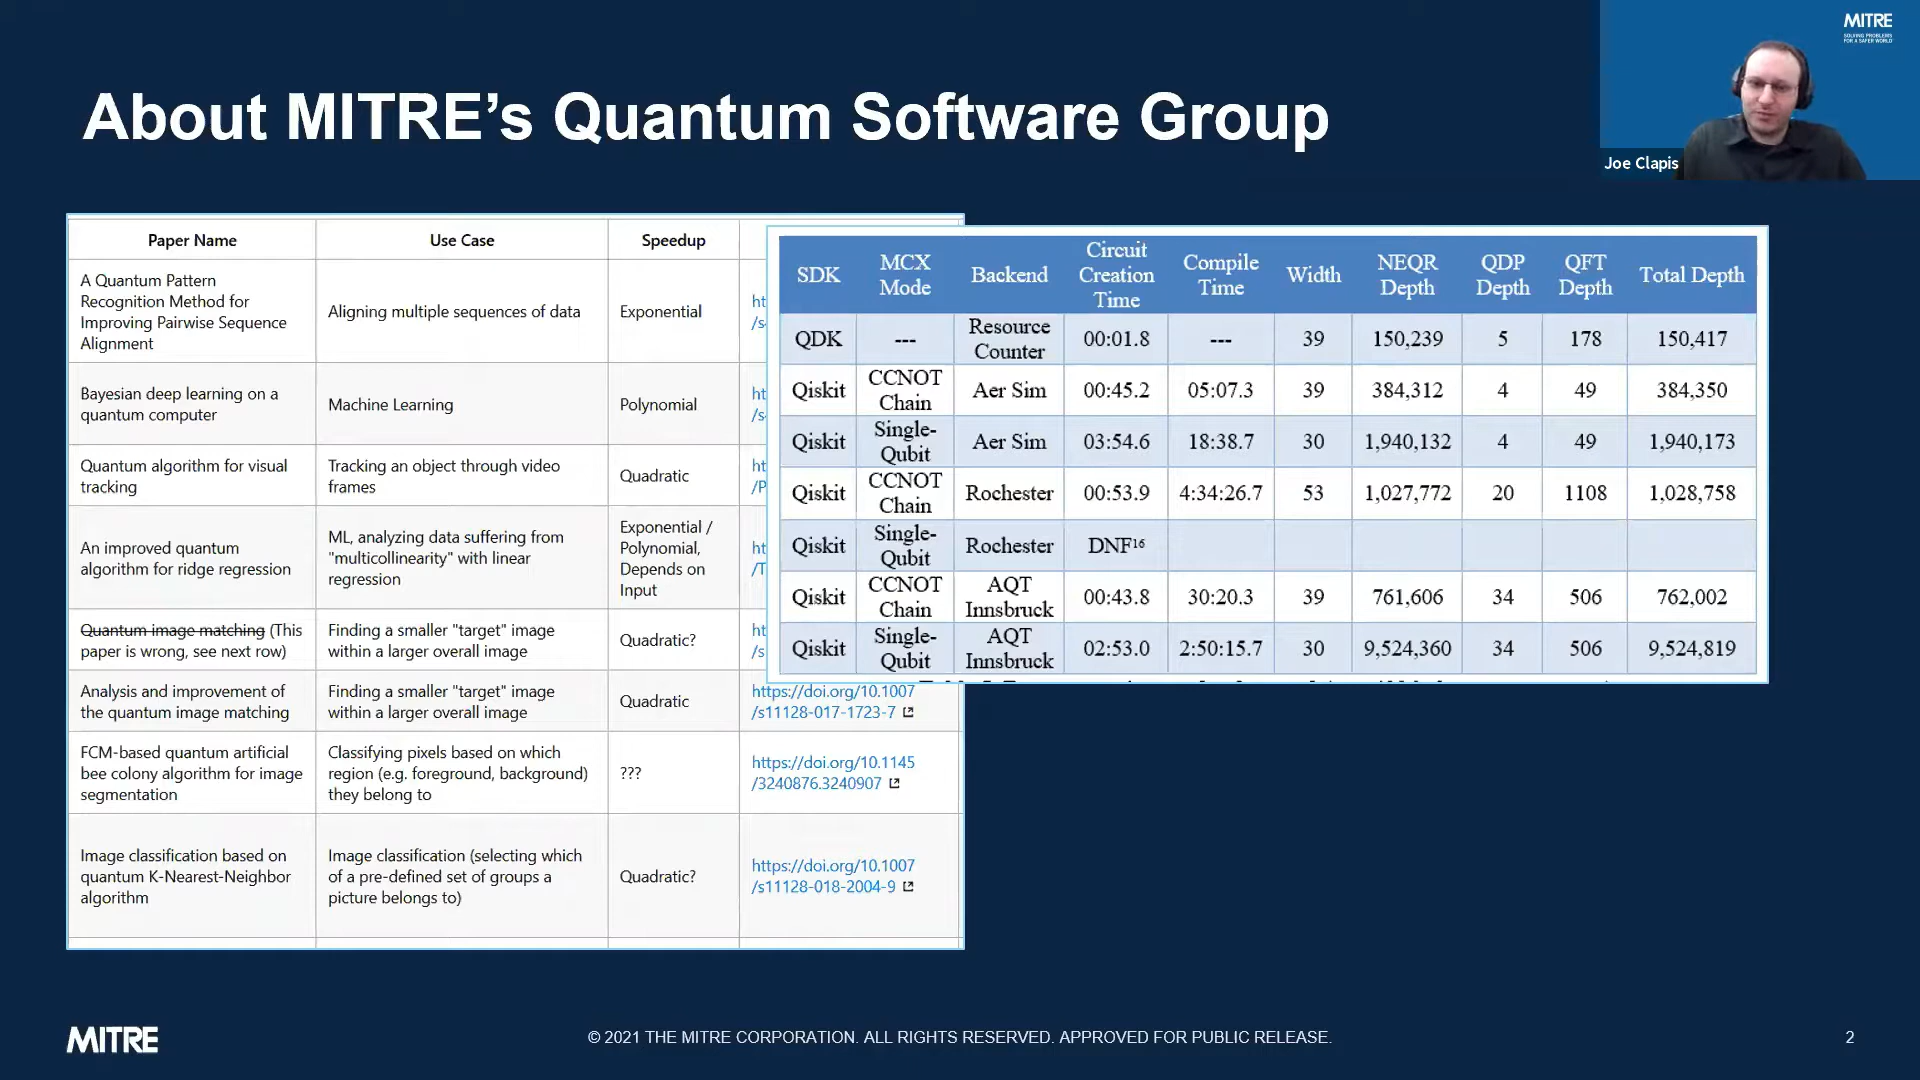 MITRE
SOLVING PROBLEMS
FOR A SAFER WORLD
Joe Clapis
About MITRE’s Quantum Software Group
Paper Name Use Case Speedup
A Quantum Pattern
Recognition Method for
Improving Pairwise Sequence
Alignment
Aligning multiple sequences of data
Exponential
ht
/s
Bayesian deep learning on a
quantum computer
Machine Learning
Polynomial
ht
/s
Quantum algorithm for visual
tracking
Tracking an object through video
frames
Quadratic
ht
/P
An improved quantum
algorithm for ridge regression
ML, analyzing data suffering from
"multicollinearity" with linear
regression
Exponential /
Polynomial,
Depends on
Input
ht
/T
Quantum image matching (This
paper is wrong, see next row)
Finding a smaller "target" image
within a larger overall image
Quadratic?
ht
/s
Analysis and improvement of
the quantum image matching
Finding a smaller "target" image
within a larger overall image
Quadratic
https://doi.org/10.1007
/s11128-017-1723-7
FCM-based quantum artificial
bee colony algorithm for image
segmentation
Classifying pixels based on which
region (e.g. foreground, background)
they belong to
???
https://doi.org/10.1145
/3240876.3240907
Image classification based on
quantum K-Nearest-Neighbor
algorithm
Image classification (selecting which
of a pre-defined set of groups a
picture belongs to)
Quadratic?
https://doi.org/10.1007
/s11128-018-2004-9
SDK
MCX
Mode
Backend
Circuit
Creation
Time
Compile
Time
Width
NEQR
Depth
QDP
Depth
QFT
Depth
Total Depth
QDK
---
Resource
Counter
00:01.8 --- 39 150,239 5 178 150,417
Qiskit
CCNOT
Chain
Aer Sim 00:45.2 05:07.3 39 384,312 4 49 384,350
Qiskit
Single-
Qubit
Aer Sim 03:54.6 18:38.7 30 1,940,132 4 49 1,940,173
Qiskit
CCNOT
Chain
Rochester 00:53.9 4:34:26.7 53 1,027,772 20 1108 1,028,758
Qiskit
Single-
Qubit
Rochester DNF16
Qiskit
CCNOT
Chain
AQT
Innsbruck
00:43.8 30:20.3 39 761,606 34 506 762,002
Qiskit
Single-
Qubit
AQT
Innsbruck
02:53.0 2:50:15.7 30 9,524,360 34 506 9,524,819
MITRE
© 2021 THE MITRE CORPORATION. ALL RIGHTS RESERVED. APPROVED FOR PUBLIC RELEASE.
2